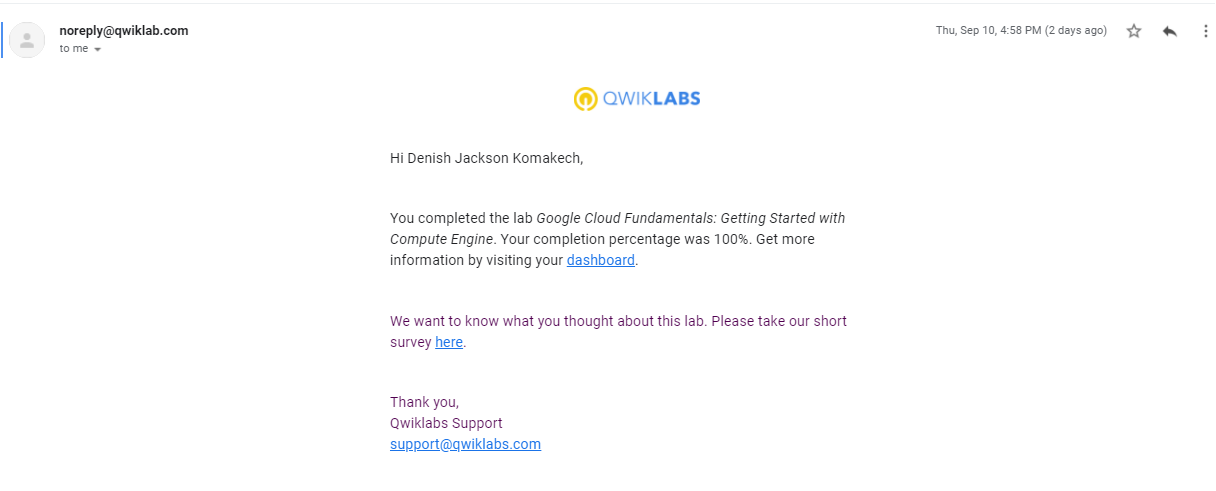 noreply@qwiklab.com
Thu, Sep 10, 4:58 PM (2 days ago)
to me
QWIKLABS
Hi Denish Jackson Komakech,
You completed the lab Google Cloud Fundamentals: Getting Started with
Compute Engine. Your completion percentage was 100%. Get more
information by visiting your dashboard.
We want to know what you thought about this lab. Please take our short
survey here.
Thank you,
Qwiklabs Support
support@qwiklabs.com